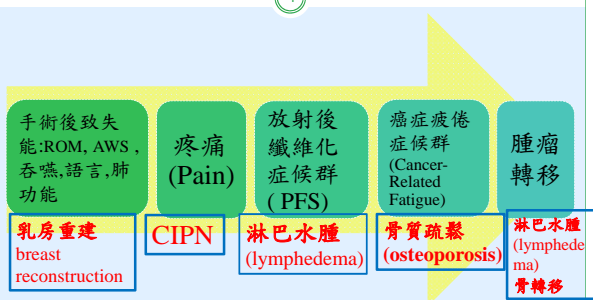 手術後致失
能:ROM, AWS ,
吞嚥,語言,肺
功能
疼痛
(Pain)
放射後
纖維化
症候群
( PFS)
癌症疲倦
症候群
(Cancer-
Related
Fatigue)
腫瘤
轉移
乳房重建
breast
reconstruction
CIPN
淋巴水腫
(lymphedema)
骨質疏鬆
(osteoporosis)
淋巴水腫
(lymphede
ma)
骨轉移